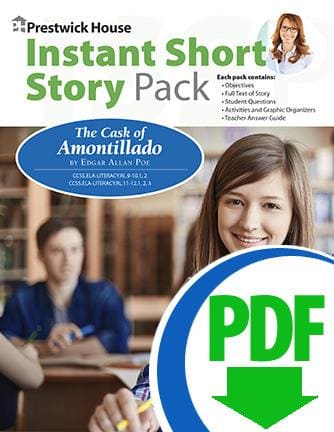 PH Prestwick House
Instant Short
Story Pack
Each pack contains:
• Objectives
• Full Text of Story
• Student Questions
• Activities and Graphic Organizers
• Teacher Answer Guide
The Cask of
Amontillado
BY EDGAR ALLAN POE
CCSS.ELA-LITERACY.RL.9-10.1, 2
CCSS.ELA-LITERACY.RL.11-12.1, 2, 3
PDF